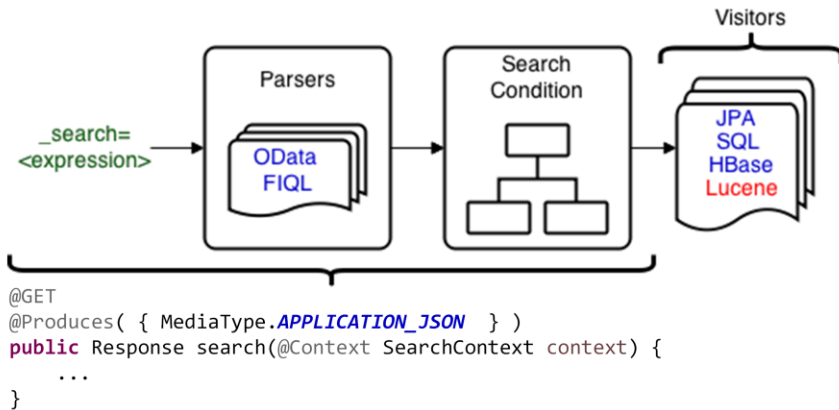 Visitors
Parsers
Search
Condition
_search=
<expression>
OData
FIQL
JPA
SQL
HBase
Lucene
@GET
@Produces( { MediaType.APPLICATION_JSON  } )
public Response search(@Context SearchContext context) {
    ...
}